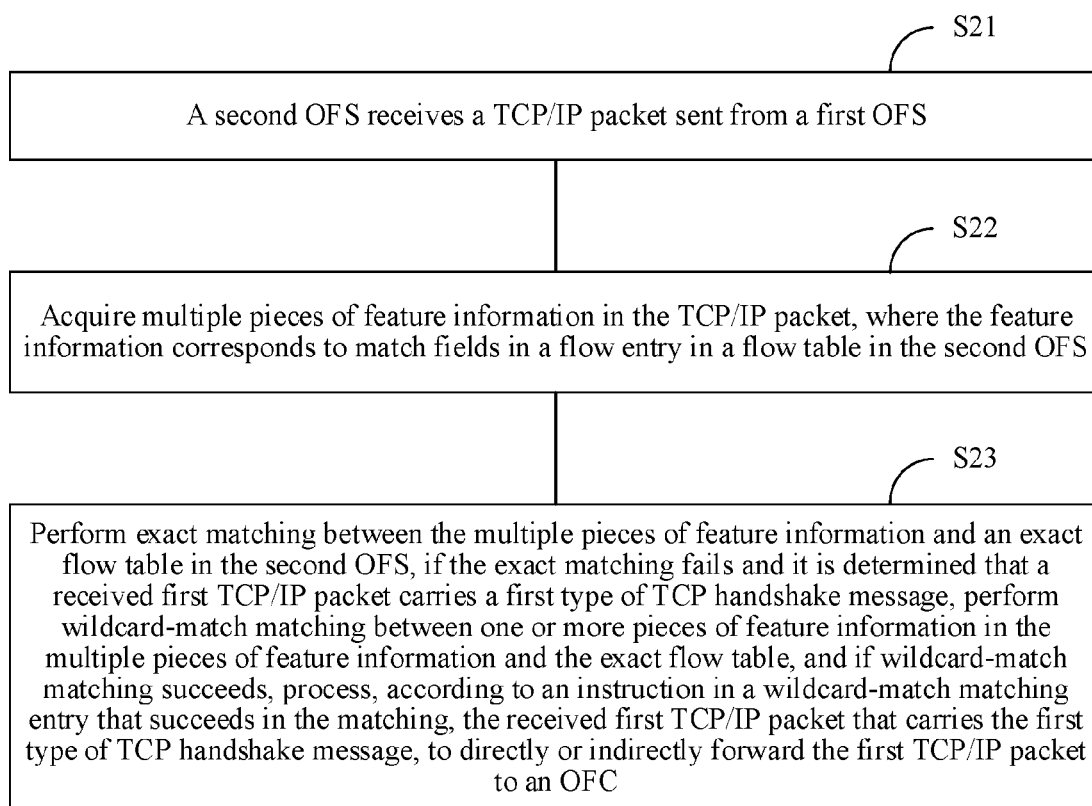 S21
A second OFS receives a TCP/IP packet sent from a first OFS
S22
Acquire multiple pieces of feature information in the TCP/IP packet, where the feature
information corresponds to match fields in a flow entry in a flow table in the second OFS
S23
Perform exact matching between the multiple pieces of feature information and an exact
flow table in the second OFS, if the exact matching fails and it is determined that a
received first TCP/IP packet carries a first type of TCP handshake message, perform
wildcard-match matching between one or more pieces of feature information in the
multiple pieces of feature information and the exact flow table, and if wildcard-match
matching succeeds, process, according to an instruction in a wildcard-match matching
entry that succeeds in the matching, the received first TCP/IP packet that carries the first
type of TCP handshake message, to directly or indirectly forward the first TCP/IP packet
to an OFC